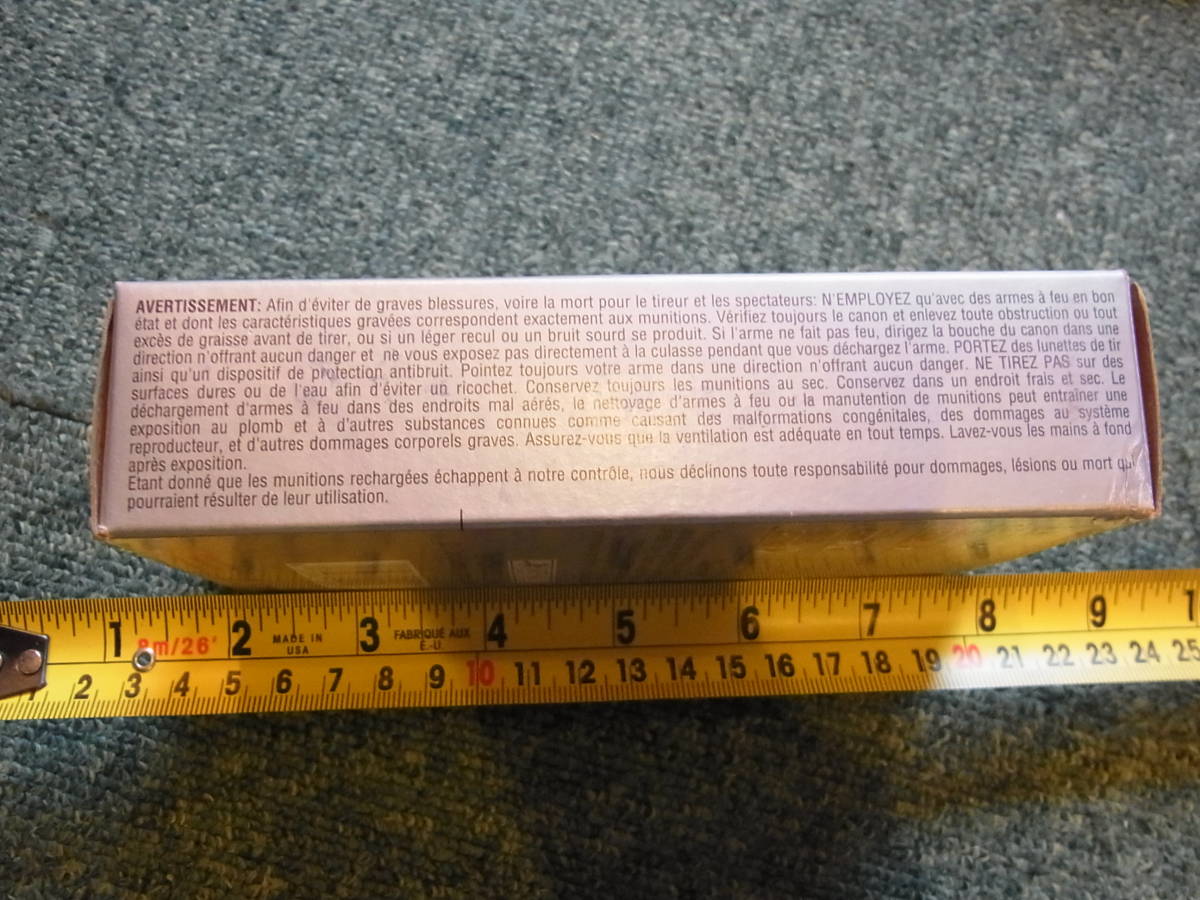 AVERTISSEMENT: Afin d'éviter de graves blessures, voire la mort pour le tireur et les spectateurs: N'EMPLOYEZ qu'avec des armes à feu en bon
état et dont les caractéristiques gravées correspondent exactement aux munitions. Vérifiez toujours le canon et enlevez toute obstruction ou tout
excès de graisse avant de tirer, ou si un léger recul ou un bruit sourd se produit. Si l'arme ne fait pas feu, dirigez la bouche du canon dans une
direction n'offrant aucun danger et ne vous exposez pas directement à la culasse pendant que vous déchargez l'arme. PORTEZ des lunettes de tir
ainsi qu'un dispositif de protection antibruit. Pointez toujours votre arme dans une direction n'offrant aucun danger. NE TIREZ PAS sur des
surfaces dures ou de l'eau afin d'éviter un ricochet. Conservez toujours les munitions au sec. Conservez dans un endroit frais et sec. Le
déchargement d'armes à feu dans des endroits mal aérés, le nettoyage d'armes à feu ou la manutention de munitions peut entraîner une
exposition au plomb et à d'autres substances connues comme causant des malformations congénitales, des dommages au système
reproducteur, et d'autres dommages corporels graves. Assurez-vous que la ventilation est adéquate en tout temps. Lavez-vous les mains à fond
après exposition.
Etant donné que les munitions rechargées échappent à notre contrôle, nous déclinons toute responsabilité pour dommages, lésions ou mort qui
pourraient résulter de leur utilisation.
1 8m/26' 2 MADE IN USA 3 FABRIQUÉ AUX É.-U. 4 5 6 7 8 9 1
1 2 3 4 5 6 7 8 9 10 11 12 13 14 15 16 17 18 19 20 21 22 23 24 25